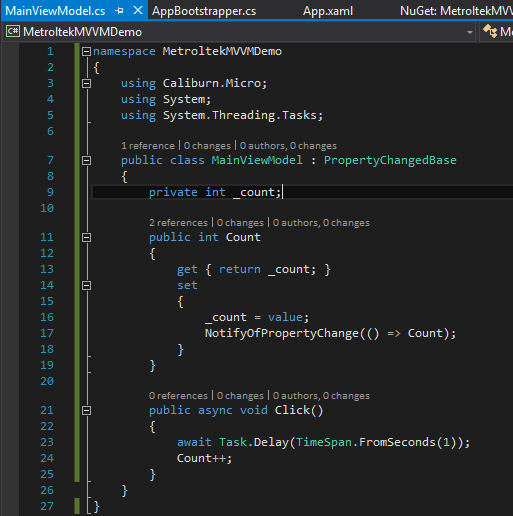 MainViewModel.cs AppBootstrapper.cs App.xaml NuGet: MetroltekMVVM
C# MetroltekMVVMDemo MainV
1 namespace MetroltekMVVMDemo
2 {
3 using Caliburn.Micro;
4 using System;
5 using System.Threading.Tasks;
6
1 reference | 0 changes | 0 authors, 0 changes
7 public class MainViewModel : PropertyChangedBase
8 {
9 private int _count;
10
2 references | 0 changes | 0 authors, 0 changes
11 public int Count
12 {
13 get { return _count; }
14 set
15 {
16 _count = value;
17 NotifyOfPropertyChange(() => Count);
18 }
19 }
20
0 references | 0 changes | 0 authors, 0 changes
21 public async void Click()
22 {
23 await Task.Delay(TimeSpan.FromSeconds(1));
24 Count++;
25 }
26 }
27 }